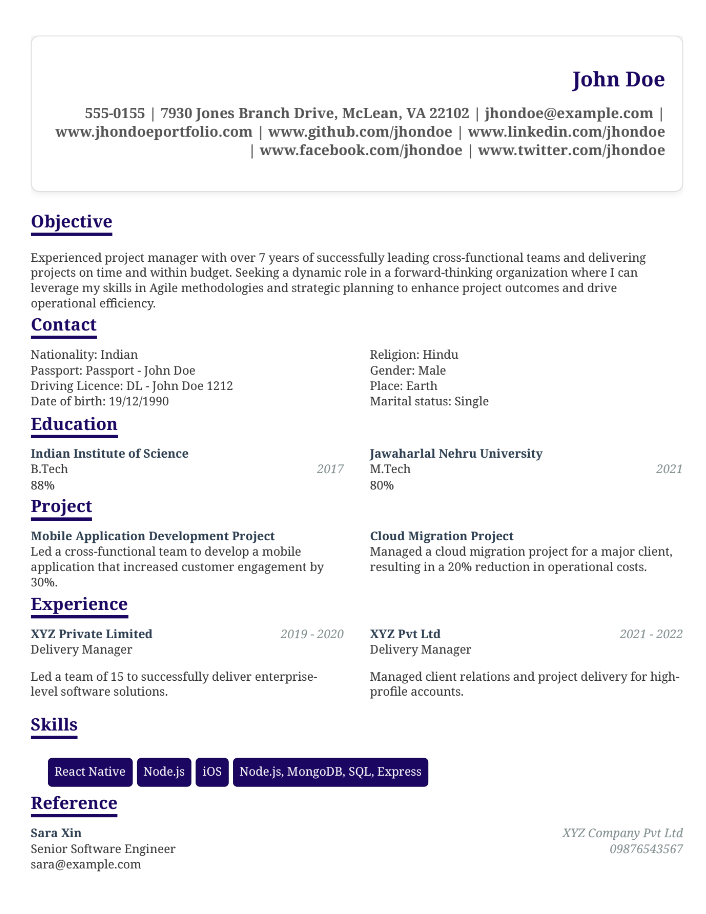 John Doe
555-0155 | 7930 Jones Branch Drive, McLean, VA 22102 | jhondoe@example.com |
www.jhondoeportfolio.com | www.github.com/jhondoe | www.linkedin.com/jhondoe
| www.facebook.com/jhondoe | www.twitter.com/jhondoe
Objective
Experienced project manager with over 7 years of successfully leading cross-functional teams and delivering
projects on time and within budget. Seeking a dynamic role in a forward-thinking organization where I can
leverage my skills in Agile methodologies and strategic planning to enhance project outcomes and drive
operational efficiency.
Contact
Nationality: Indian
Passport: Passport - John Doe
Driving Licence: DL - John Doe 1212
Date of birth: 19/12/1990
Religion: Hindu
Gender: Male
Place: Earth
Marital status: Single
Education
Indian Institute of Science
B.Tech 2017
88%
Jawaharlal Nehru University
M.Tech 2021
80%
Project
Mobile Application Development Project
Led a cross-functional team to develop a mobile
application that increased customer engagement by
30%.
Cloud Migration Project
Managed a cloud migration project for a major client,
resulting in a 20% reduction in operational costs.
Experience
XYZ Private Limited 2019 - 2020
Delivery Manager
Led a team of 15 to successfully deliver enterprise-
level software solutions.
XYZ Pvt Ltd 2021 - 2022
Delivery Manager
Managed client relations and project delivery for high-
profile accounts.
Skills
React Native Node.js iOS Node.js, MongoDB, SQL, Express
Reference
Sara Xin XYZ Company Pvt Ltd
Senior Software Engineer 09876543567
sara@example.com